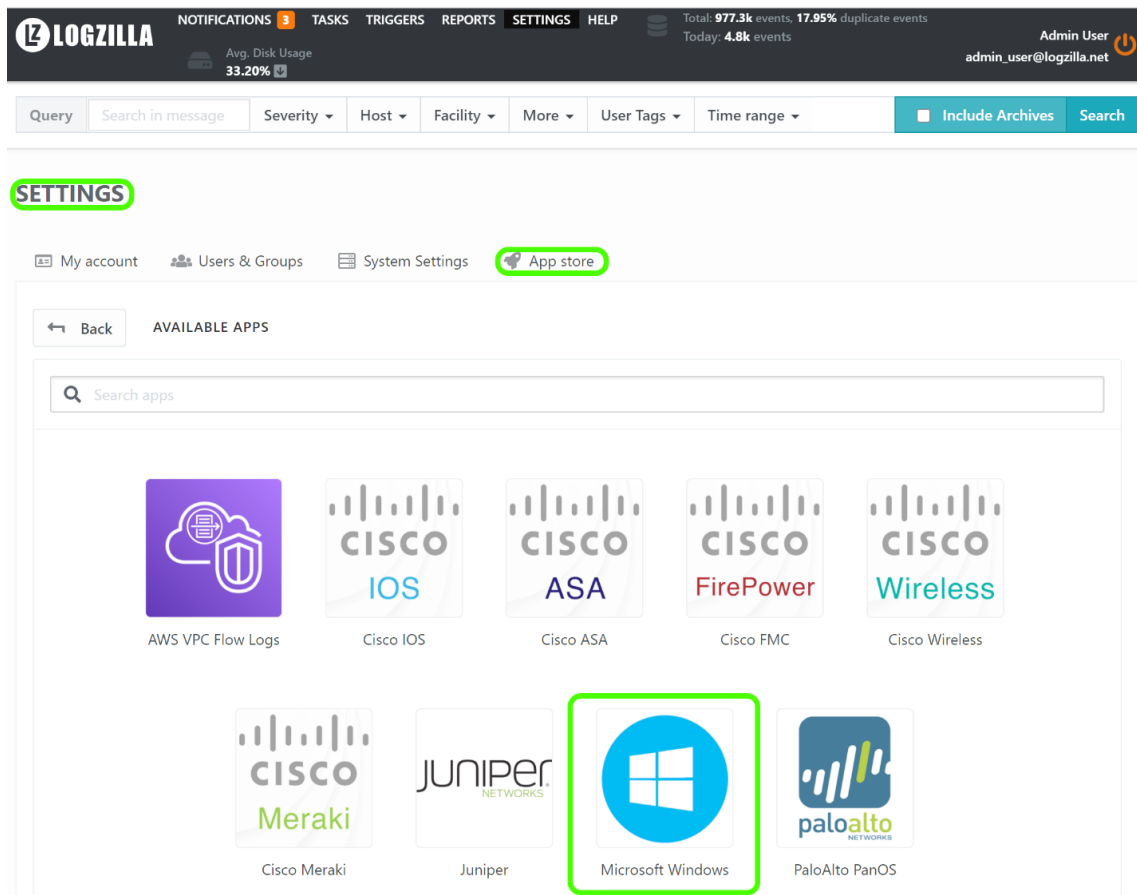 LZ LOGZILLA
NOTIFICATIONS 3 TASKS TRIGGERS REPORTS SETTINGS HELP
Total: 977.3k events, 17.95% duplicate events
Today: 4.8k events
Avg. Disk Usage
33.20%
Admin User
admin_user@logzilla.net
Query Search in message Severity Host Facility More User Tags Time range Include Archives Search
SETTINGS
My account Users & Groups System Settings App store
Back AVAILABLE APPS
Search apps
CISCO CISCO CISCO CISCO
IOS ASA FirePower Wireless
AWS VPC Flow Logs Cisco IOS Cisco ASA Cisco FMC Cisco Wireless
CISCO
Meraki
JUNIPER
NETWORKS
paloalto
NETWORKS
Cisco Meraki Juniper Microsoft Windows PaloAlto PanOS